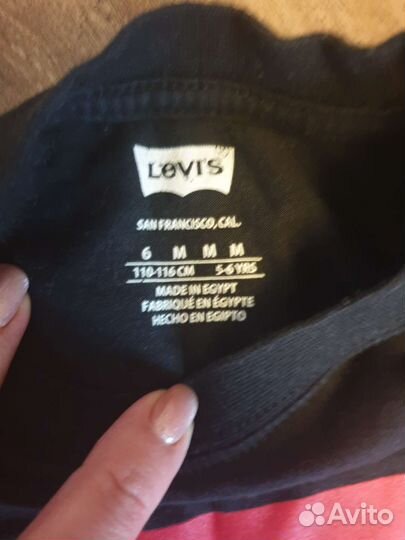 LEVI'S
SAN FRANCISCO, CAL.
6 M M M
110-116 CM 5-6 YRS
MADE IN EGYPT
FABRIQUÉ EN ÉGYPTE
HECHO EN EGIPTO
Avito